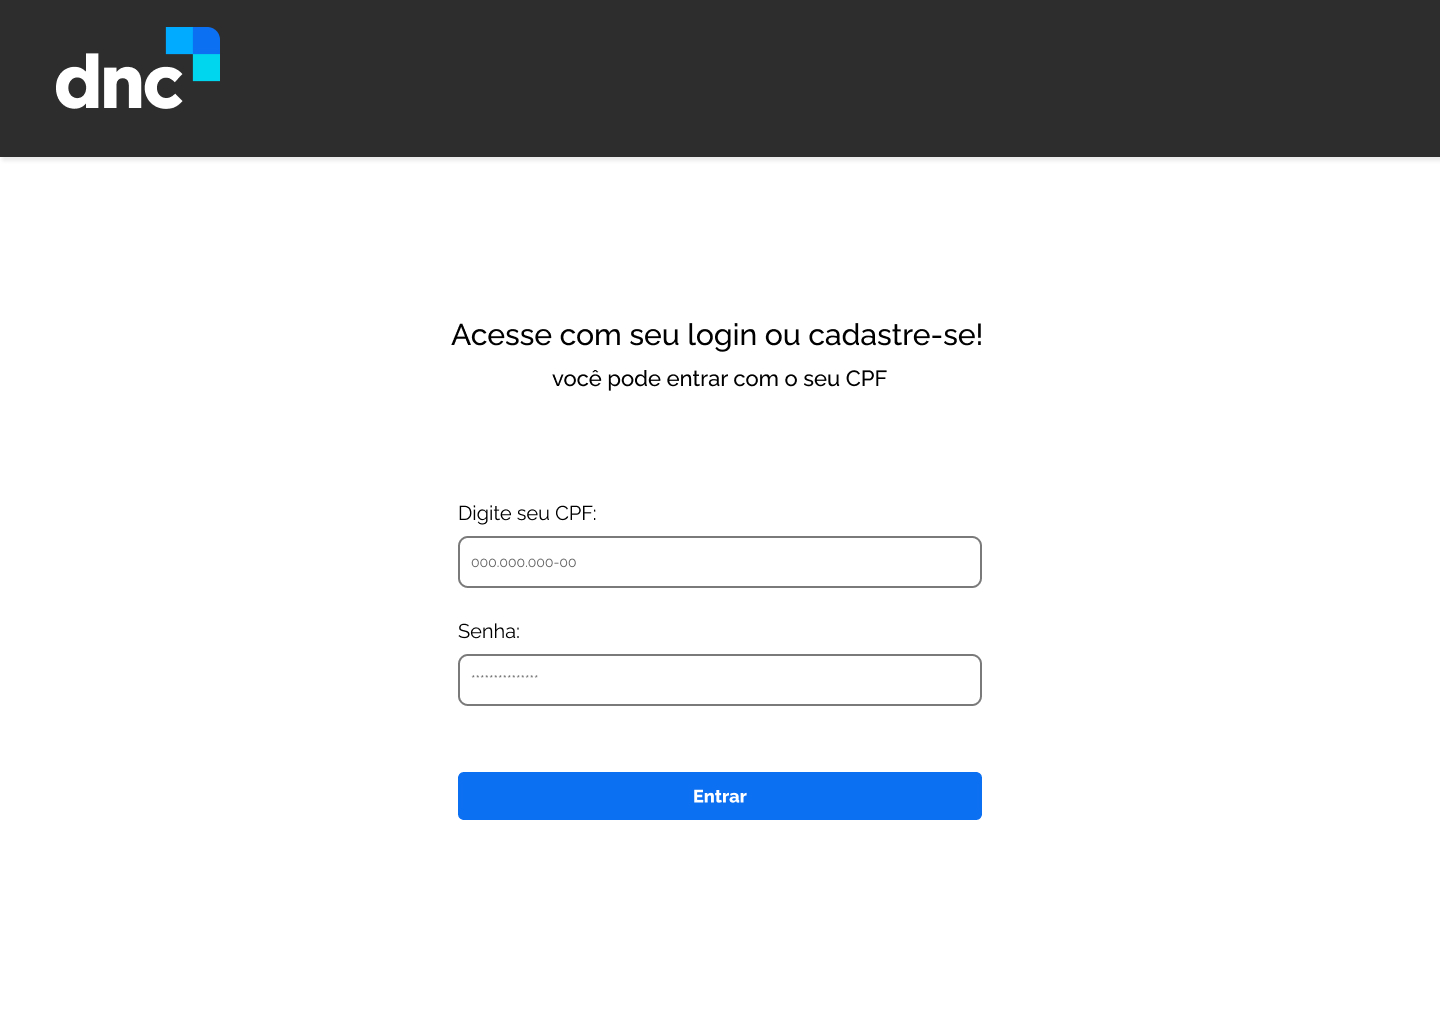 dnc
Acesse com seu login ou cadastre-se!
você pode entrar com o seu CPF
Digite seu CPF:
000.000.000-00
Senha:
***************
Entrar